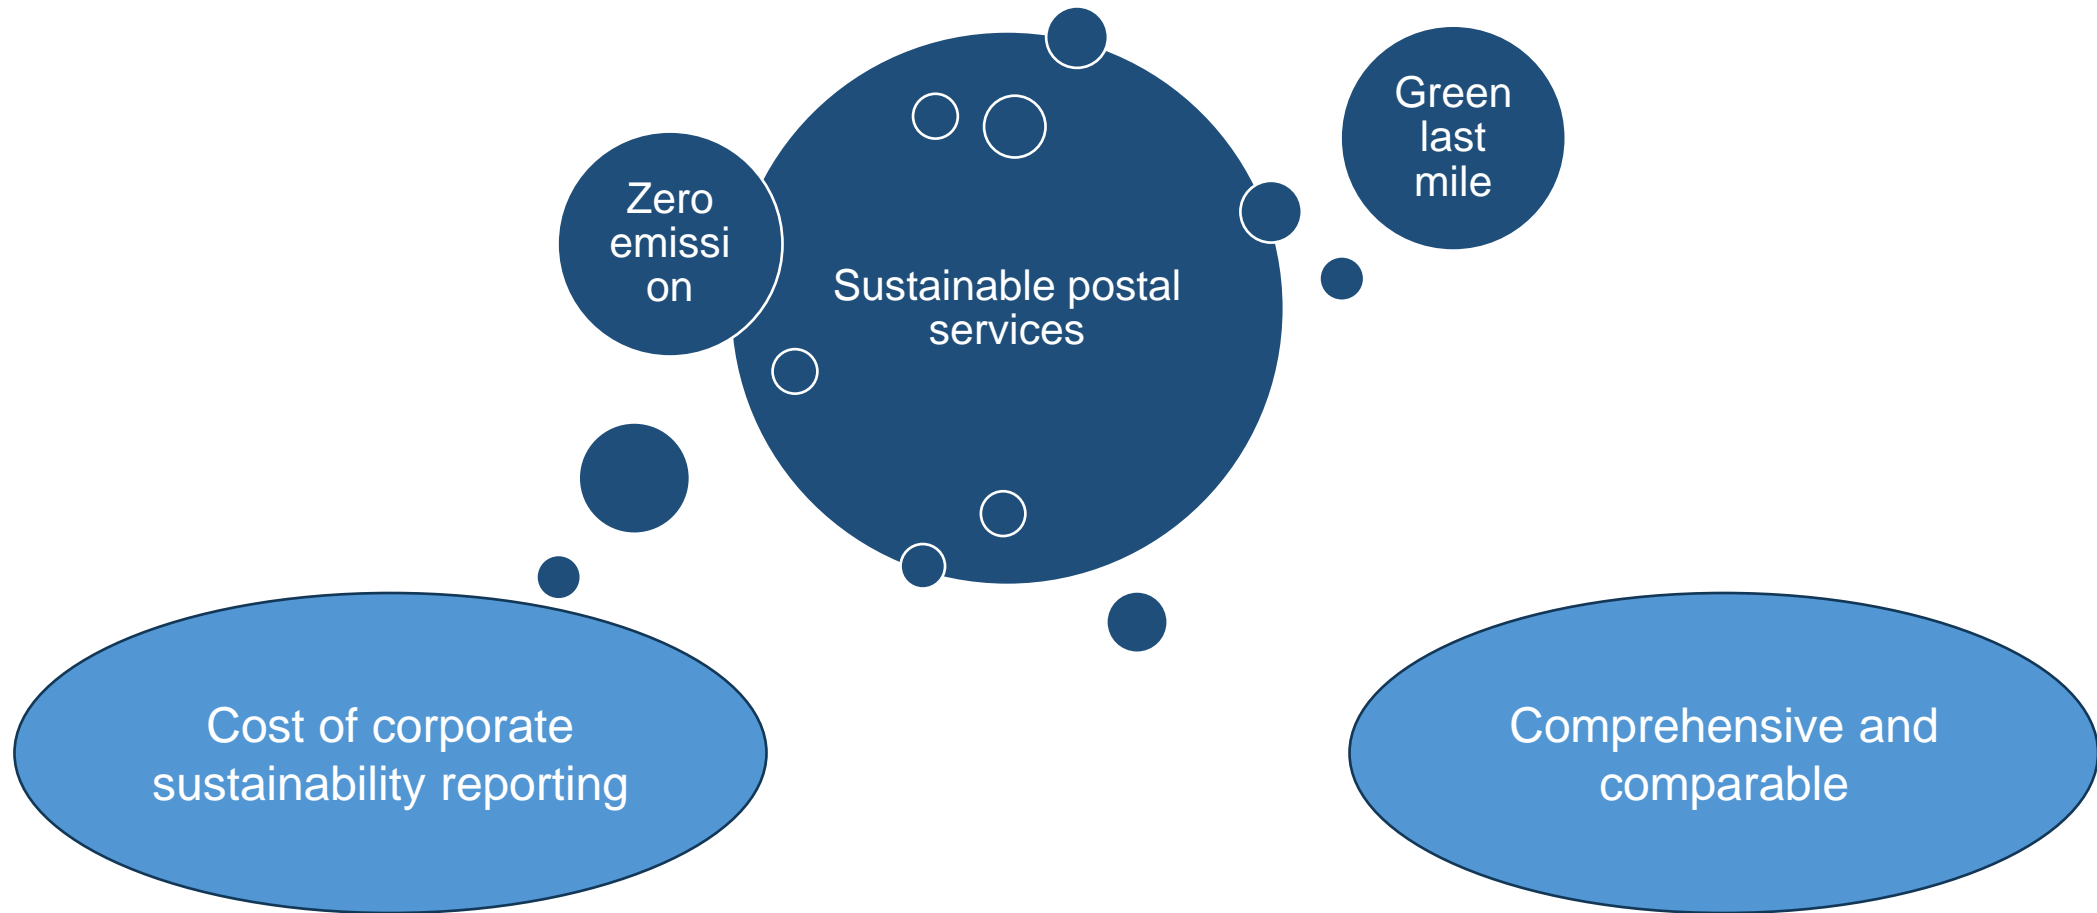 Green
last
mile
Zero
emissi
on
Sustainable postal
services
Cost of corporate
sustainability reporting
Comprehensive and
comparable